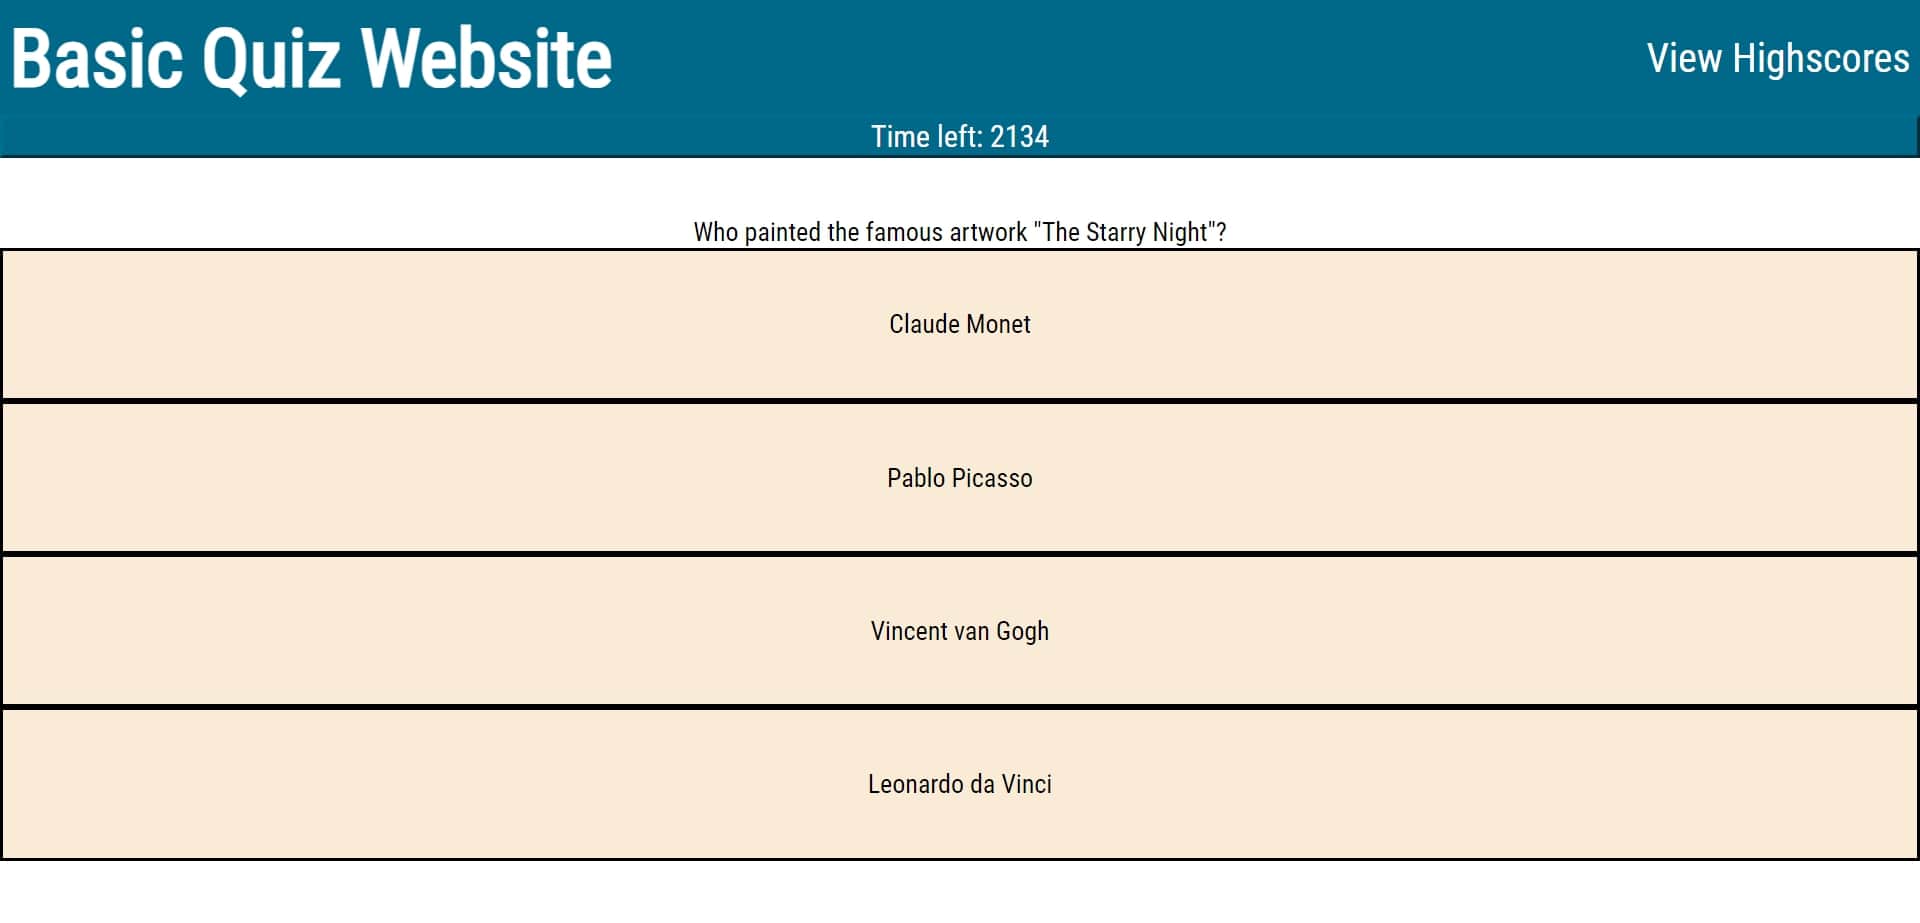 Basic Quiz Website
View Highscores
Time left: 2134
Who painted the famous artwork "The Starry Night"?
Claude Monet
Pablo Picasso
Vincent van Gogh
Leonardo da Vinci